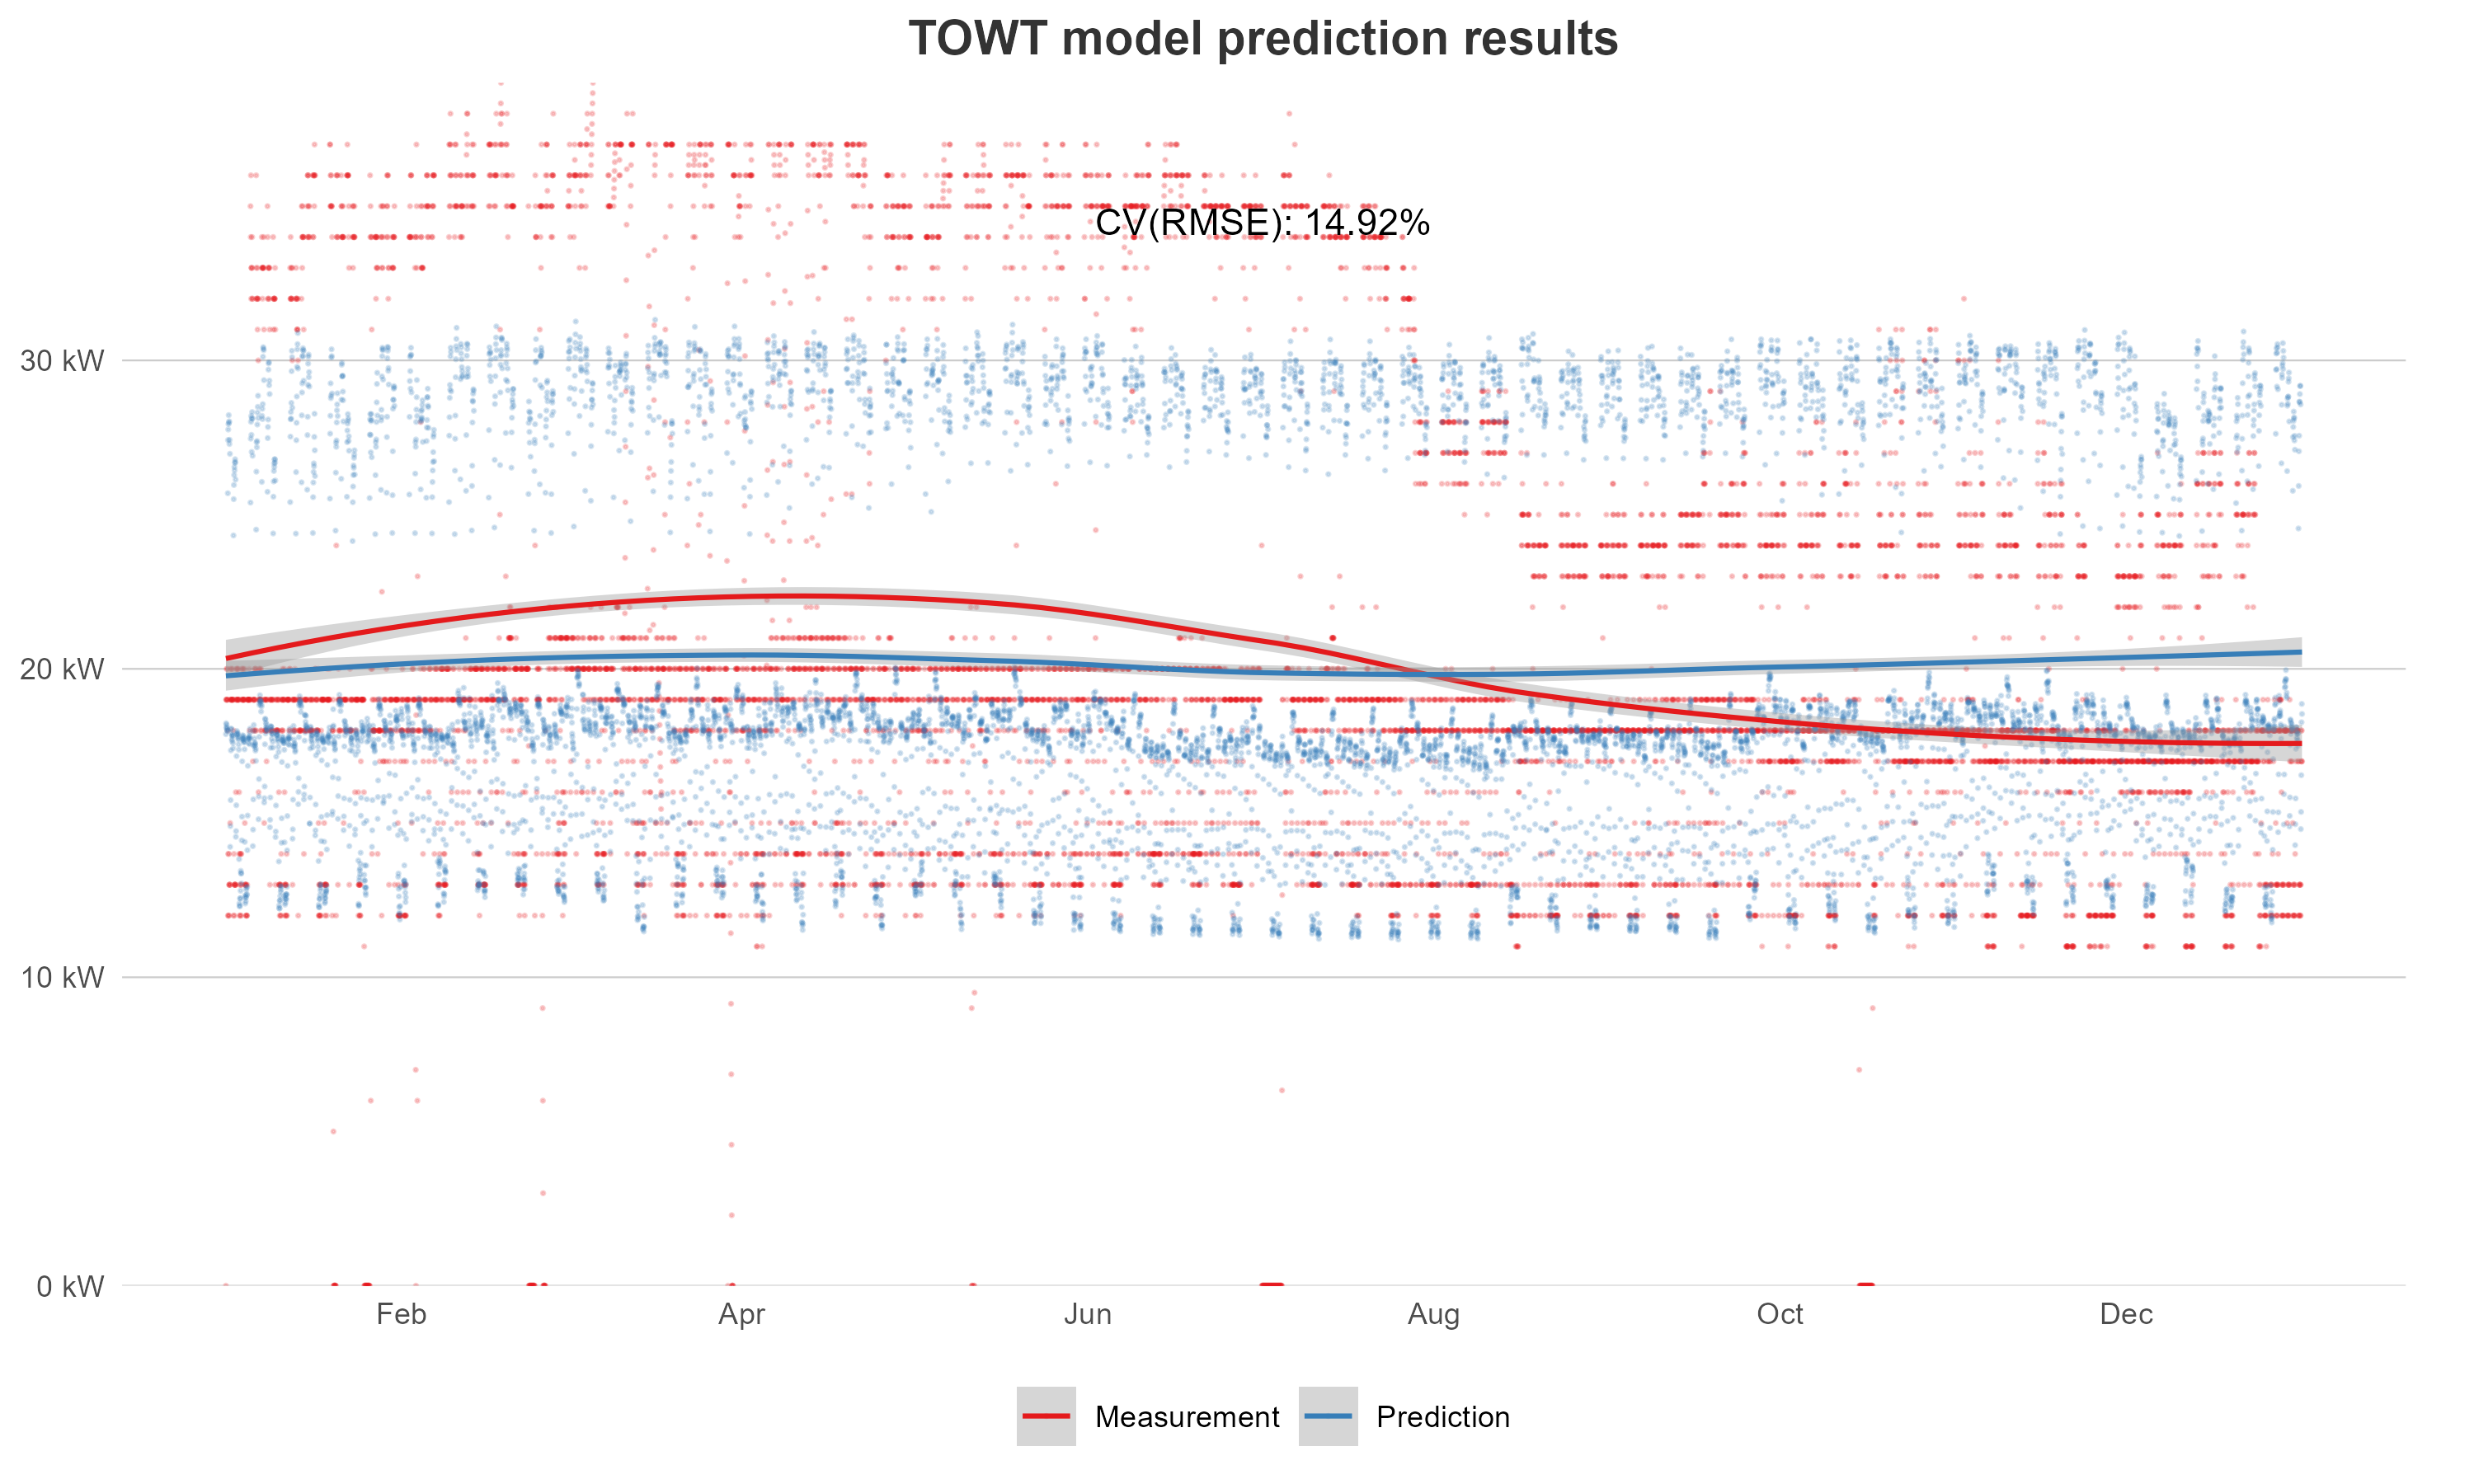 TOWT model prediction results
CV(RMSE): 14.92%
30 kW
20 kW
10 kW
0 kW
Feb Apr Jun Aug Oct Dec
Measurement Prediction